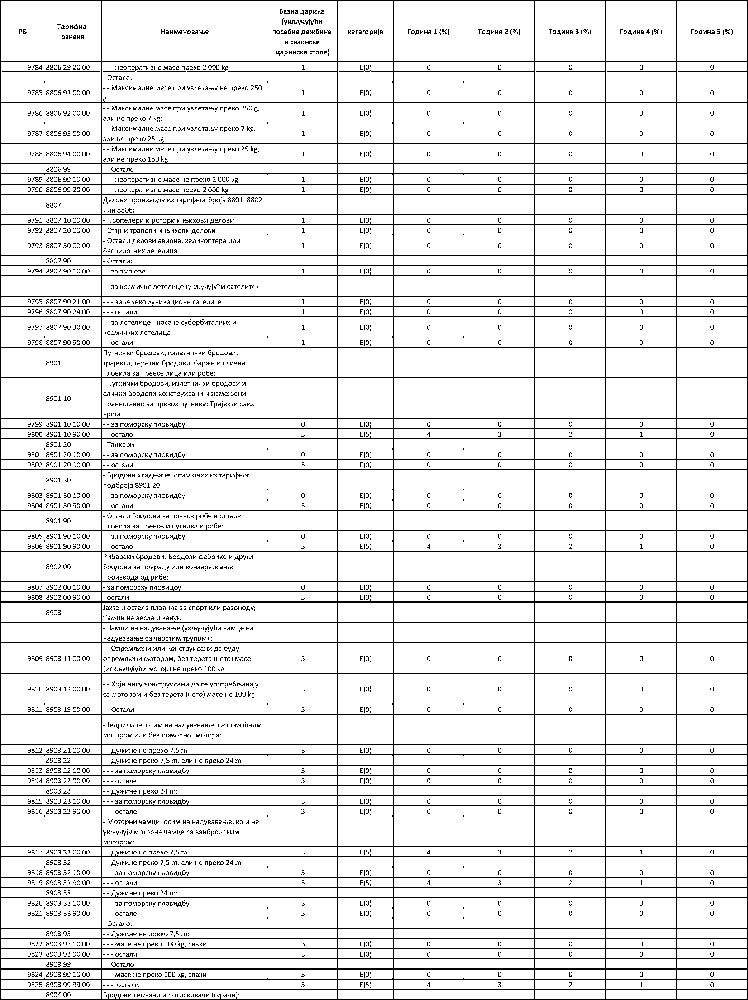 РБ Тарифна ознака Наименовање Базна царина (укључујући посебне дажбине и сезонске царинске стопе) категорија Година 1 (%) Година 2 (%) Година 3 (%) Година 4 (%) Година 5 (%)
9784 8806 29 20 00 - - - неоперативне масе преко 2 000 kg 1 E(0) 0 0 0 0 0
- Остале:
9785 8806 91 00 00 - - Максималне масе при узлетању не преко 250 g 1 E(0) 0 0 0 0 0
9786 8806 92 00 00 - - Максималне масе при узлетању преко 250 g, али не преко 7 kg: 1 E(0) 0 0 0 0 0
9787 8806 93 00 00 - - Максималне масе при узлетању преко 7 kg, али не преко 25 kg 1 E(0) 0 0 0 0 0
9788 8806 94 00 00 - - Максималне масе при узлетању преко 25 kg, али не преко 150 kg 1 E(0) 0 0 0 0 0
8806 99 - - Остале
9789 8806 99 10 00 - - - неоперативне масе не преко 2 000 kg 1 E(0) 0 0 0 0 0
9790 8806 99 20 00 - - - неоперативне масе преко 2 000 kg 1 E(0) 0 0 0 0 0
8807 Делови производа из тарифног броја 8801, 8802 или 8806:
9791 8807 10 00 00 - Пропелери и ротори и њихови делови 1 E(0) 0 0 0 0 0
9792 8807 20 00 00 - Стајни трапови и њихови делови 1 E(0) 0 0 0 0 0
9793 8807 30 00 00 - Остали делови авиона, хеликоптера или беспилотних летелица 1 E(0) 0 0 0 0 0
8807 90 - Остали:
9794 8807 90 10 00 - - за змајеве 1 E(0) 0 0 0 0 0
- - за космичке летелице (укључујући сателите):
9795 8807 90 21 00 - - - за телекомуникационе сателите 1 E(0) 0 0 0 0 0
9796 8807 90 29 00 - - - остали 1 E(0) 0 0 0 0 0
9797 8807 90 30 00 - - за летелице - носаче суборбиталних и космичких летелица 1 E(0) 0 0 0 0 0
9798 8807 90 90 00 - - остали 1 E(0) 0 0 0 0 0
8901 Путнички бродови, излетнички бродови, трајекти, теретни бродови, барже и слична пловила за превоз лица или робе:
8901 10 - Путнички бродови, излетнички бродови и слични бродови конструисани и намењени првенствено за превоз путника; Трајекти свих врста:
9799 8901 10 10 00 - - за поморску пловидбу 0 E(0) 0 0 0 0 0
9800 8901 10 90 00 - - остало 5 E(5) 4 3 2 1 0
8901 20 - Танкери:
9801 8901 20 10 00 - - за поморску пловидбу 0 E(0) 0 0 0 0 0
9802 8901 20 90 00 - - остали 5 E(0) 0 0 0 0 0
8901 30 - Бродови хладњаче, осим оних из тарифног подброја 8901 20:
9803 8901 30 10 00 - - за поморску пловидбу 0 E(0) 0 0 0 0 0
9804 8901 30 90 00 - - остали 5 E(0) 0 0 0 0 0
8901 90 - Остали бродови за превоз робе и остала пловила за превоз и путника и робе:
9805 8901 90 10 00 - - за поморску пловидбу 0 E(0) 0 0 0 0 0
9806 8901 90 90 00 - - остало 5 E(5) 4 3 2 1 0
8902 00 Рибарски бродови; Бродови фабрике и други бродови за прераду или конзервисање производа од рибе:
9807 8902 00 10 00 - за поморску пловидбу 0 E(0) 0 0 0 0 0
9808 8902 00 90 00 - остали 5 E(0) 0 0 0 0 0
8903 Јахте и остала пловила за спорт или разоноду; Чамци на весла и кануи:
- Чамци на надувавање (укључујући чамце на надувавање са чврстим трупом) :
9809 8903 11 00 00 - - Опремљени или конструисани да буду опремљени мотором, без терета (нето) масе (искључујући мотор) не преко 100 kg 5 E(0) 0 0 0 0 0
9810 8903 12 00 00 - - Који нису конструисани да се употребљавају са мотором и без терета (нето) масе не 100 kg 5 E(0) 0 0 0 0 0
9811 8903 19 00 00 - - Остали 5 E(0) 0 0 0 0 0
- Једрилице, осим на надувавање, са помоћним мотором или без помоћног мотора:
9812 8903 21 00 00 - - Дужине не преко 7,5 m 3 E(0) 0 0 0 0 0
8903 22 - - Дужине преко 7,5 m, али не преко 24 m
9813 8903 22 10 00 - - - за поморску пловидбу 3 E(0) 0 0 0 0 0
9814 8903 22 90 00 - - - остале 3 E(0) 0 0 0 0 0
8903 23 - - Дужине преко 24 m:
9815 8903 23 10 00 - - - за поморску пловидбу 3 E(0) 0 0 0 0 0
9816 8903 23 90 00 - - - остале 3 E(0) 0 0 0 0 0
- Моторни чамци, осим на надувавање, који не укључују моторне чамце са ванбродским мотором:
9817 8903 31 00 00 - - Дужине не преко 7,5 m 5 E(5) 4 3 2 1 0
8903 32 - - Дужине преко 7,5 m, али не преко 24 m
9818 8903 32 10 00 - - - за поморску пловидбу 3 E(0) 0 0 0 0 0
9819 8903 32 90 00 - - - остали 5 E(5) 4 3 2 1 0
8903 33 - - Дужине преко 24 m:
9820 8903 33 10 00 - - - за поморску пловидбу 3 E(0) 0 0 0 0 0
9821 8903 33 90 00 - - - остале 5 E(0) 0 0 0 0 0
- Остало:
8903 93 - - Дужине не преко 7,5 m:
9822 8903 93 10 00 - - - масе не преко 100 kg, сваки 3 E(0) 0 0 0 0 0
9823 8903 93 90 00 - - - остали 3 E(0) 0 0 0 0 0
8903 99 - - Остало:
9824 8903 99 10 00 - - - масе не преко 100 kg, сваки 5 E(0) 0 0 0 0 0
9825 8903 99 99 00 - - - остали 5 E(5) 4 3 2 1 0
8904 00 Бродови тегљачи и потискивачи (гурачи):